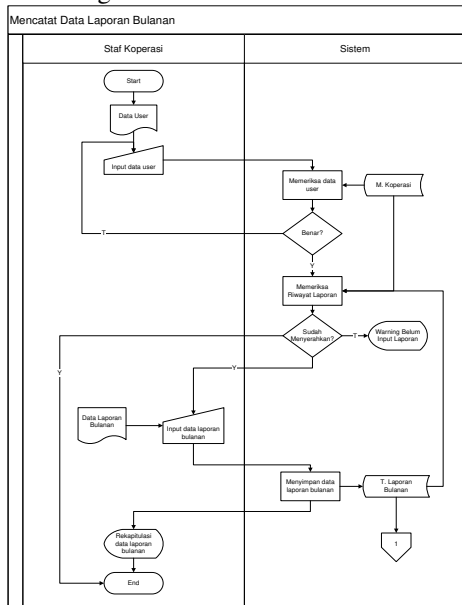 Mencatat Data Laporan Bulanan
Staf Koperasi
Sistem
Start
Data User
Input data user
Memeriksa data
user
M. Koperasi
T
Benar?
Y
Memeriksa
Riwayat Laporan
Sudah
Menyerahkan?
T
Warning Belum
Input Laporan
Y
Y
Data Laporan
Bulanan
Input data laporan
bulanan
Menyimpan data
laporan bulanan
T. Laporan
Bulanan
Rekapitulasi
data laporan
bulanan
1
End